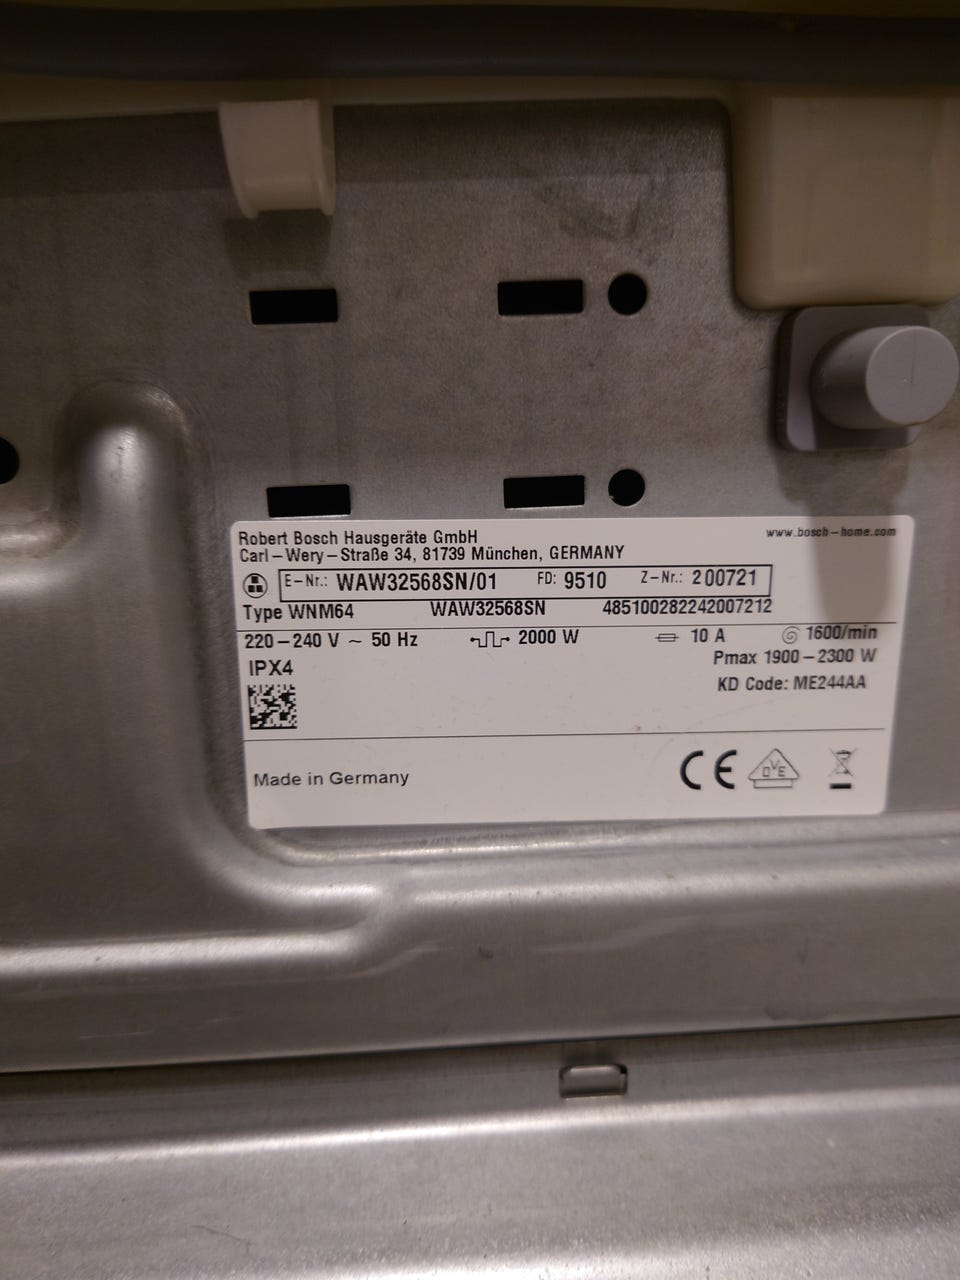 Robert Bosch Hausgeräte GmbH www.bosch-home.com
Carl-Wery-Straße 34, 81739 München, GERMANY
E-Nr.: WAW32568SN/01 FD: 9510 Z-Nr.: 200721
Type WNM64 WAW32568SN 485100282242007212
220-240 V ~ 50 Hz 2000 W 10 A 1600/min
IPX4 Pmax 1900-2300 W
KD Code: ME244AA
Made in Germany CE DVE